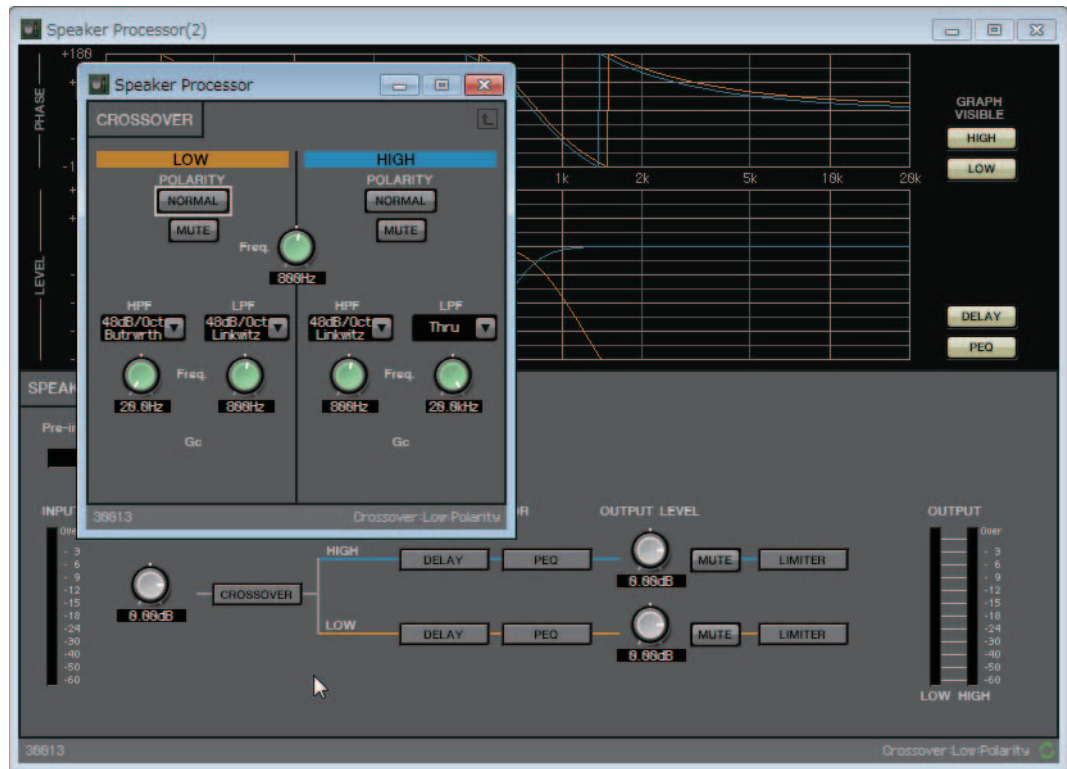 Speaker Processor(2)
+180
PHASE
Speaker Processor
CROSSOVER
LOW
HIGH
POLARITY
POLARITY
NORMAL
NORMAL
MUTE
MUTE
Freq.
800Hz
HPF
LPF
HPF
LPF
48dB/Oct
Butrwrth
48dB/Oct
Linkwitz
48dB/Oct
Linkwitz
Thru
Freq.
Freq.
20.0Hz
800Hz
800Hz
20.0kHz
Gc
Gc
30013
Crossover:Low:Polarity
GRAPH
VISIBLE
HIGH
LOW
1k
2k
5k
10k
20k
LEVEL
DELAY
PEQ
SPEAK
Pre-in
INPUT
OR
OUTPUT LEVEL
OUTPUT
Over
- 3
- 6
- 9
-12
-15
-18
-24
-30
-40
-50
-60
0.00dB
CROSSOVER
HIGH
DELAY
PEQ
0.00dB
MUTE
LIMITER
LOW
DELAY
PEQ
0.00dB
MUTE
LIMITER
Over
- 3
- 6
- 9
-12
-15
-18
-24
-30
-40
-50
-60
LOW HIGH
30013
Crossover:Low:Polarity